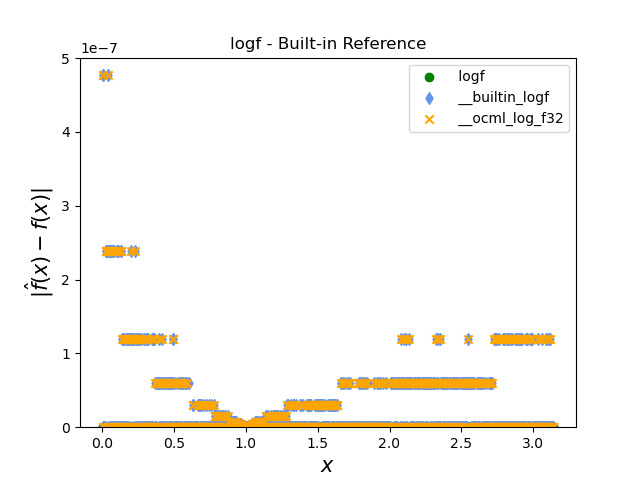 logf - Built-in Reference
1e−7
5
4
3
2
1
0
|f̂(x) − f(x)|
logf
__builtin_logf
__ocml_log_f32
0.0 0.5 1.0 1.5 2.0 2.5 3.0
x